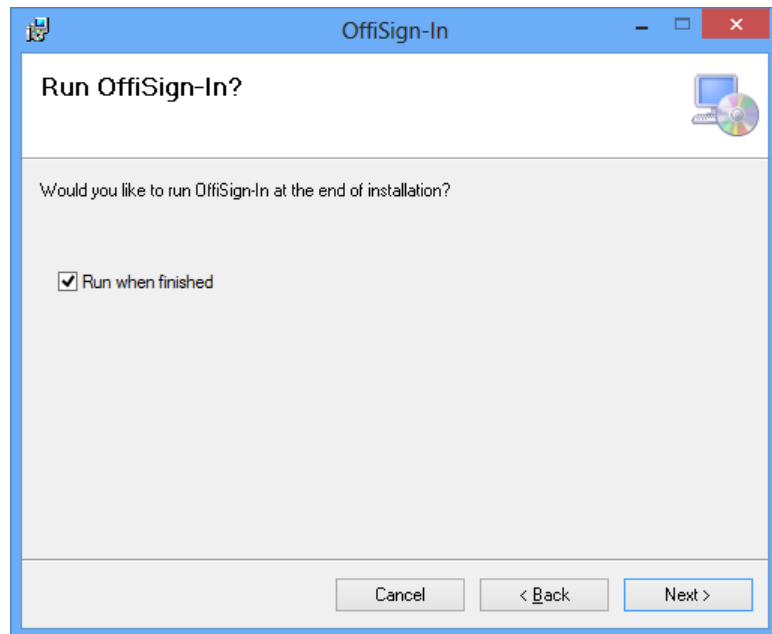 OffiSign-In
Run OffiSign-In?
Would you like to run OffiSign-In at the end of installation?
Run when finished
Cancel
< Back
Next >